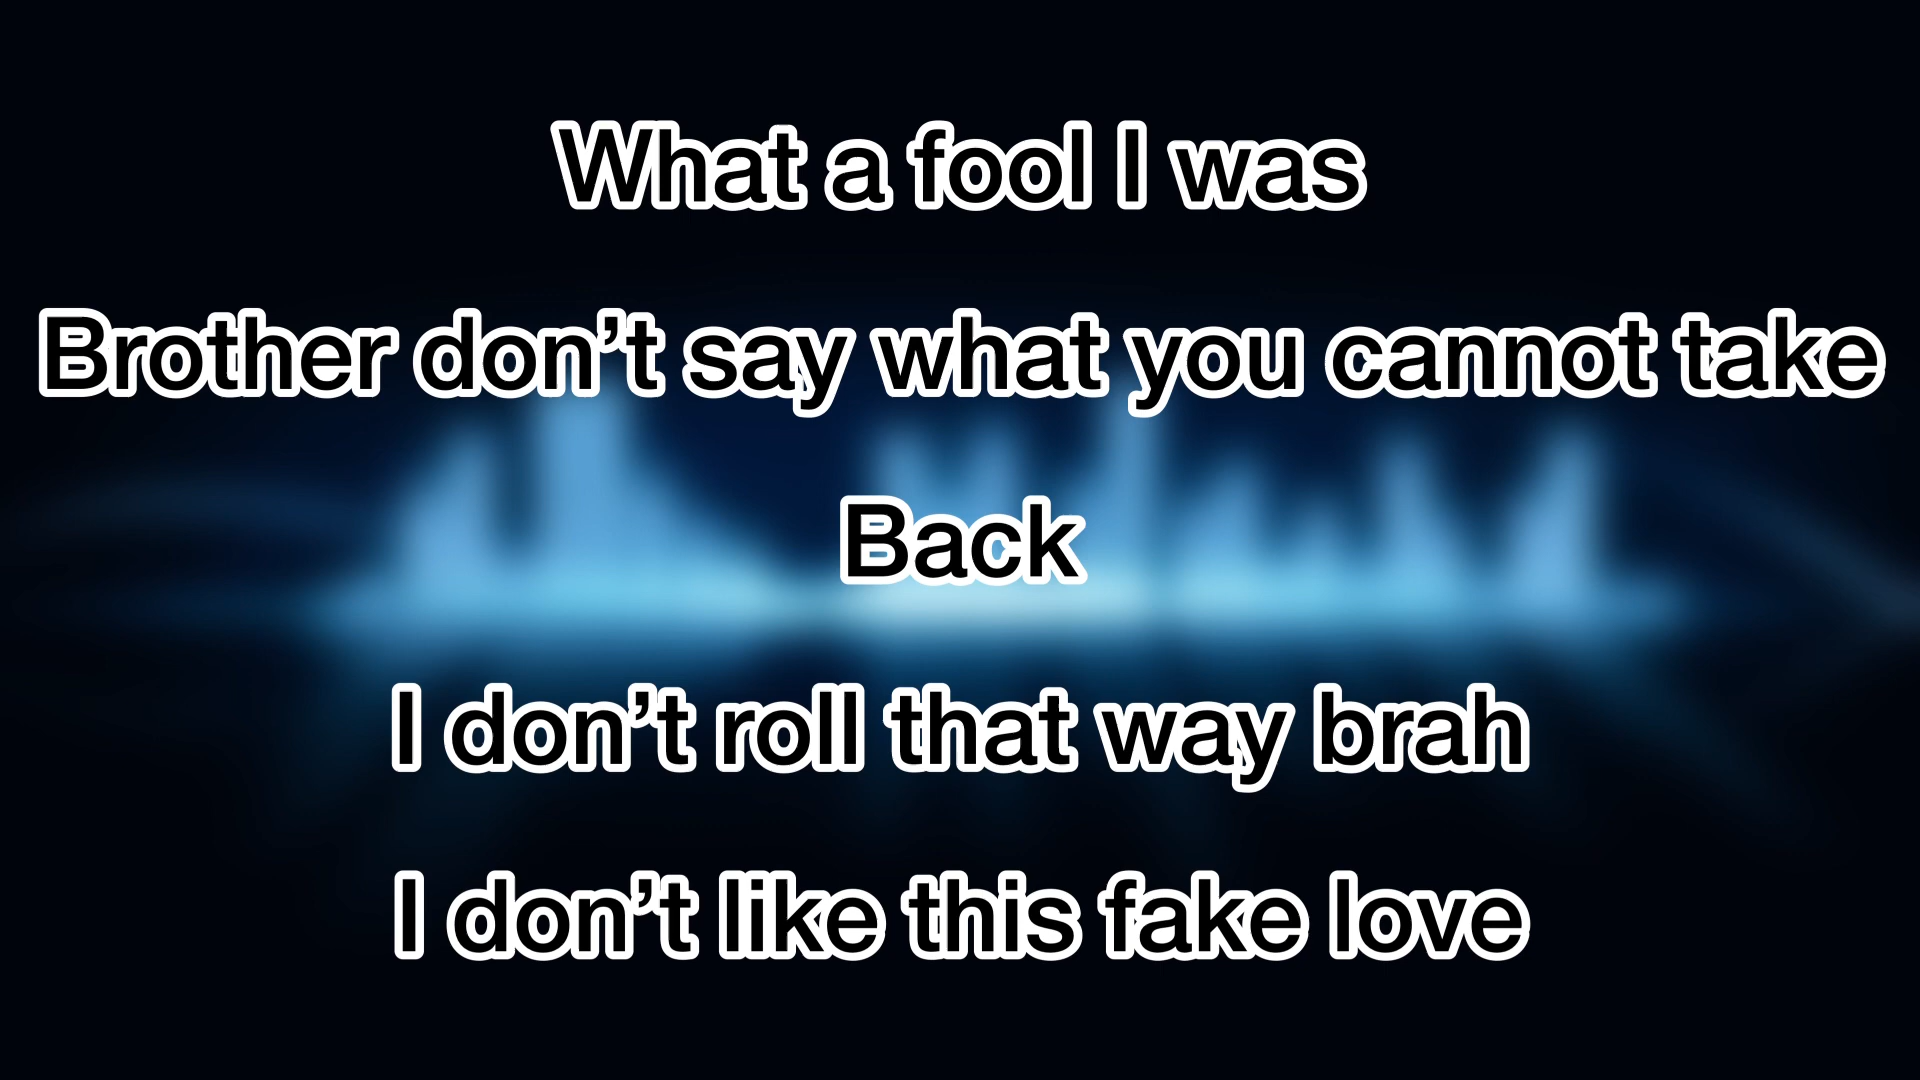 What a fool I was
Brother don’t say what you cannot take
Back
I don’t roll that way brah
I don’t like this fake love